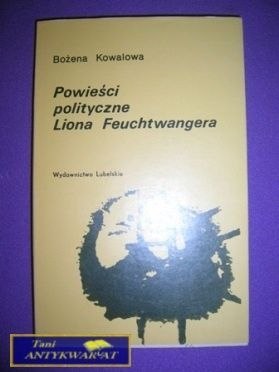 Bożena Kowalowa
Powieści
polityczne
Liona Feuchtwangera
Wydawnictwo Lubelskie
Tani
ANTYKWARIAT